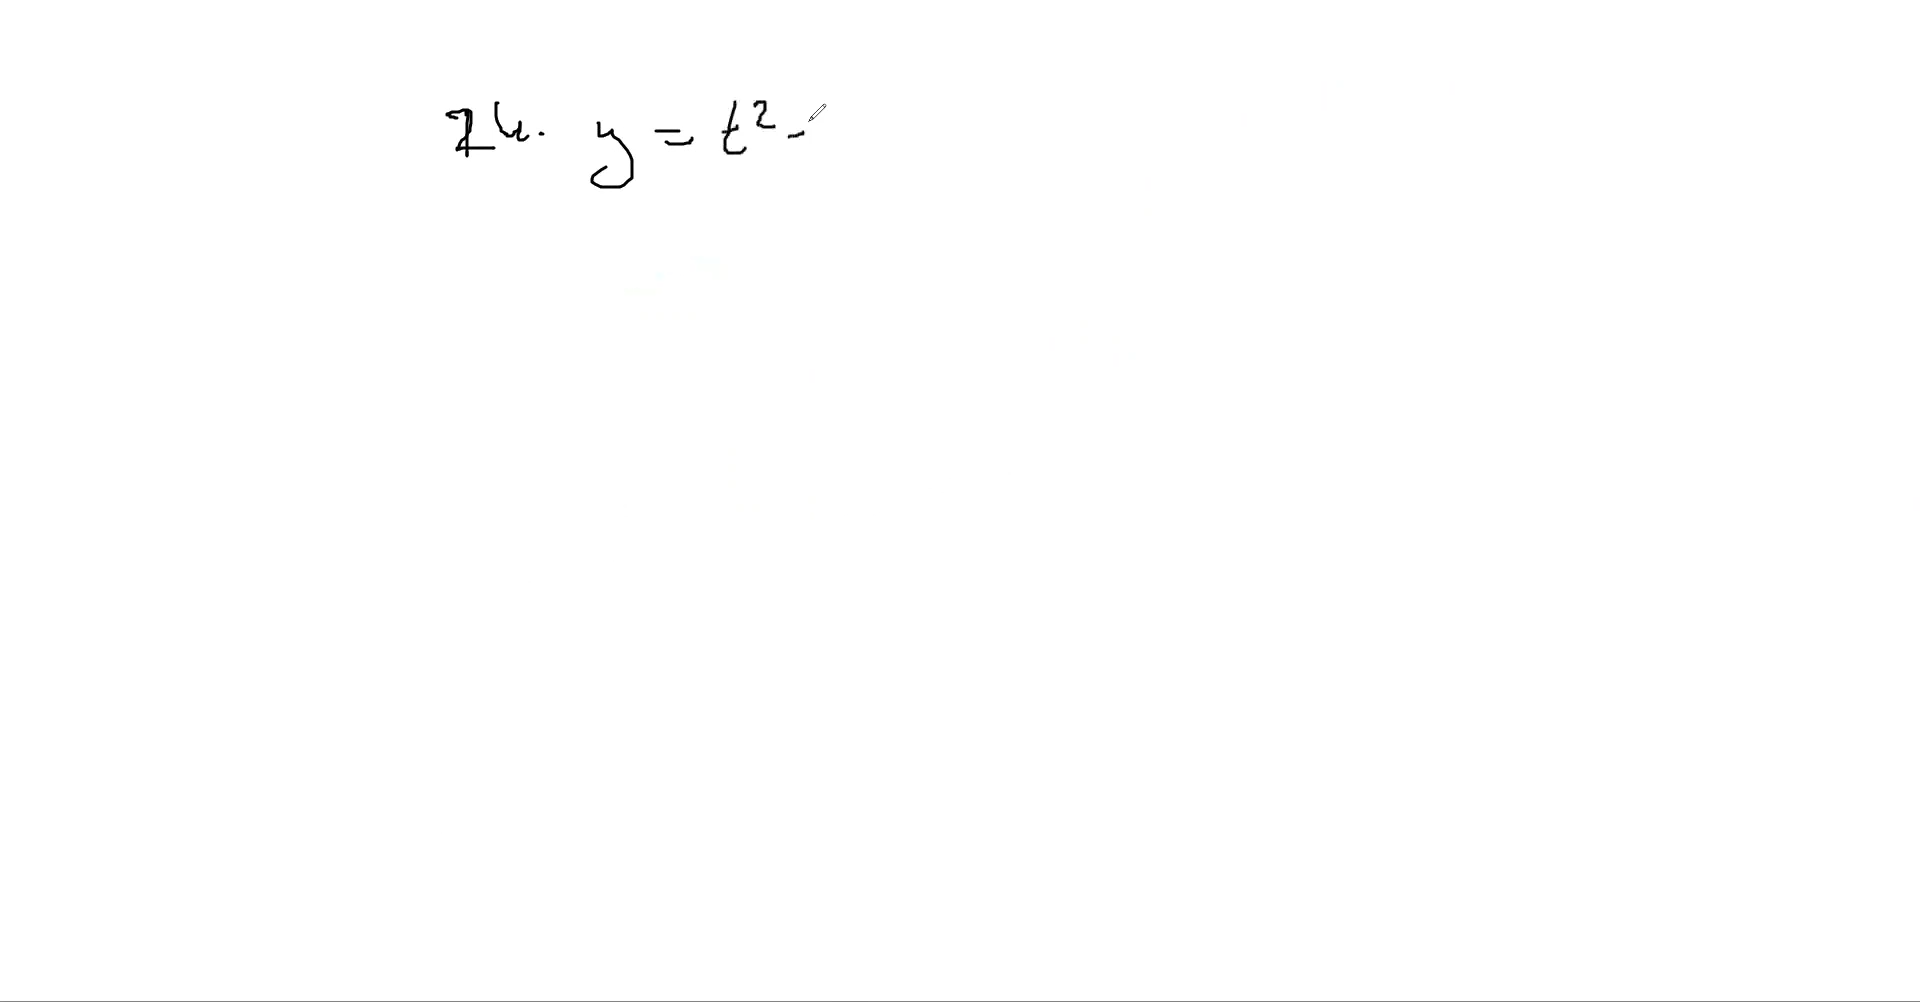 24. y = t² -